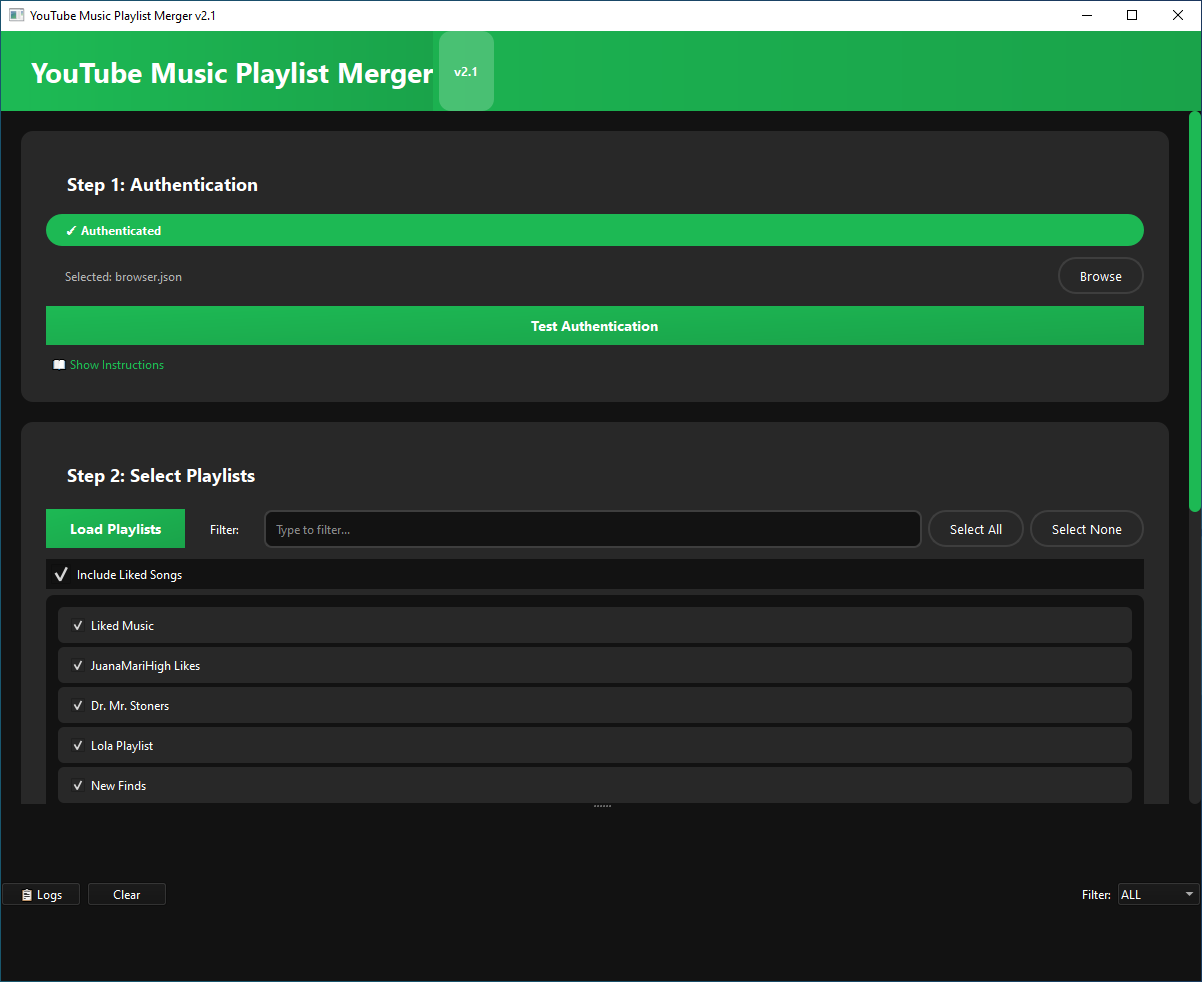 YouTube Music Playlist Merger v2.1
YouTube Music Playlist Merger v2.1
Step 1: Authentication
✓ Authenticated
Selected: browser.json Browse
Test Authentication
Show Instructions
Step 2: Select Playlists
Load Playlists Filter: Type to filter... Select All Select None
Include Liked Songs
Liked Music
JuanaMariHigh Likes
Dr. Mr. Stoners
Lola Playlist
New Finds
Logs Clear Filter: ALL